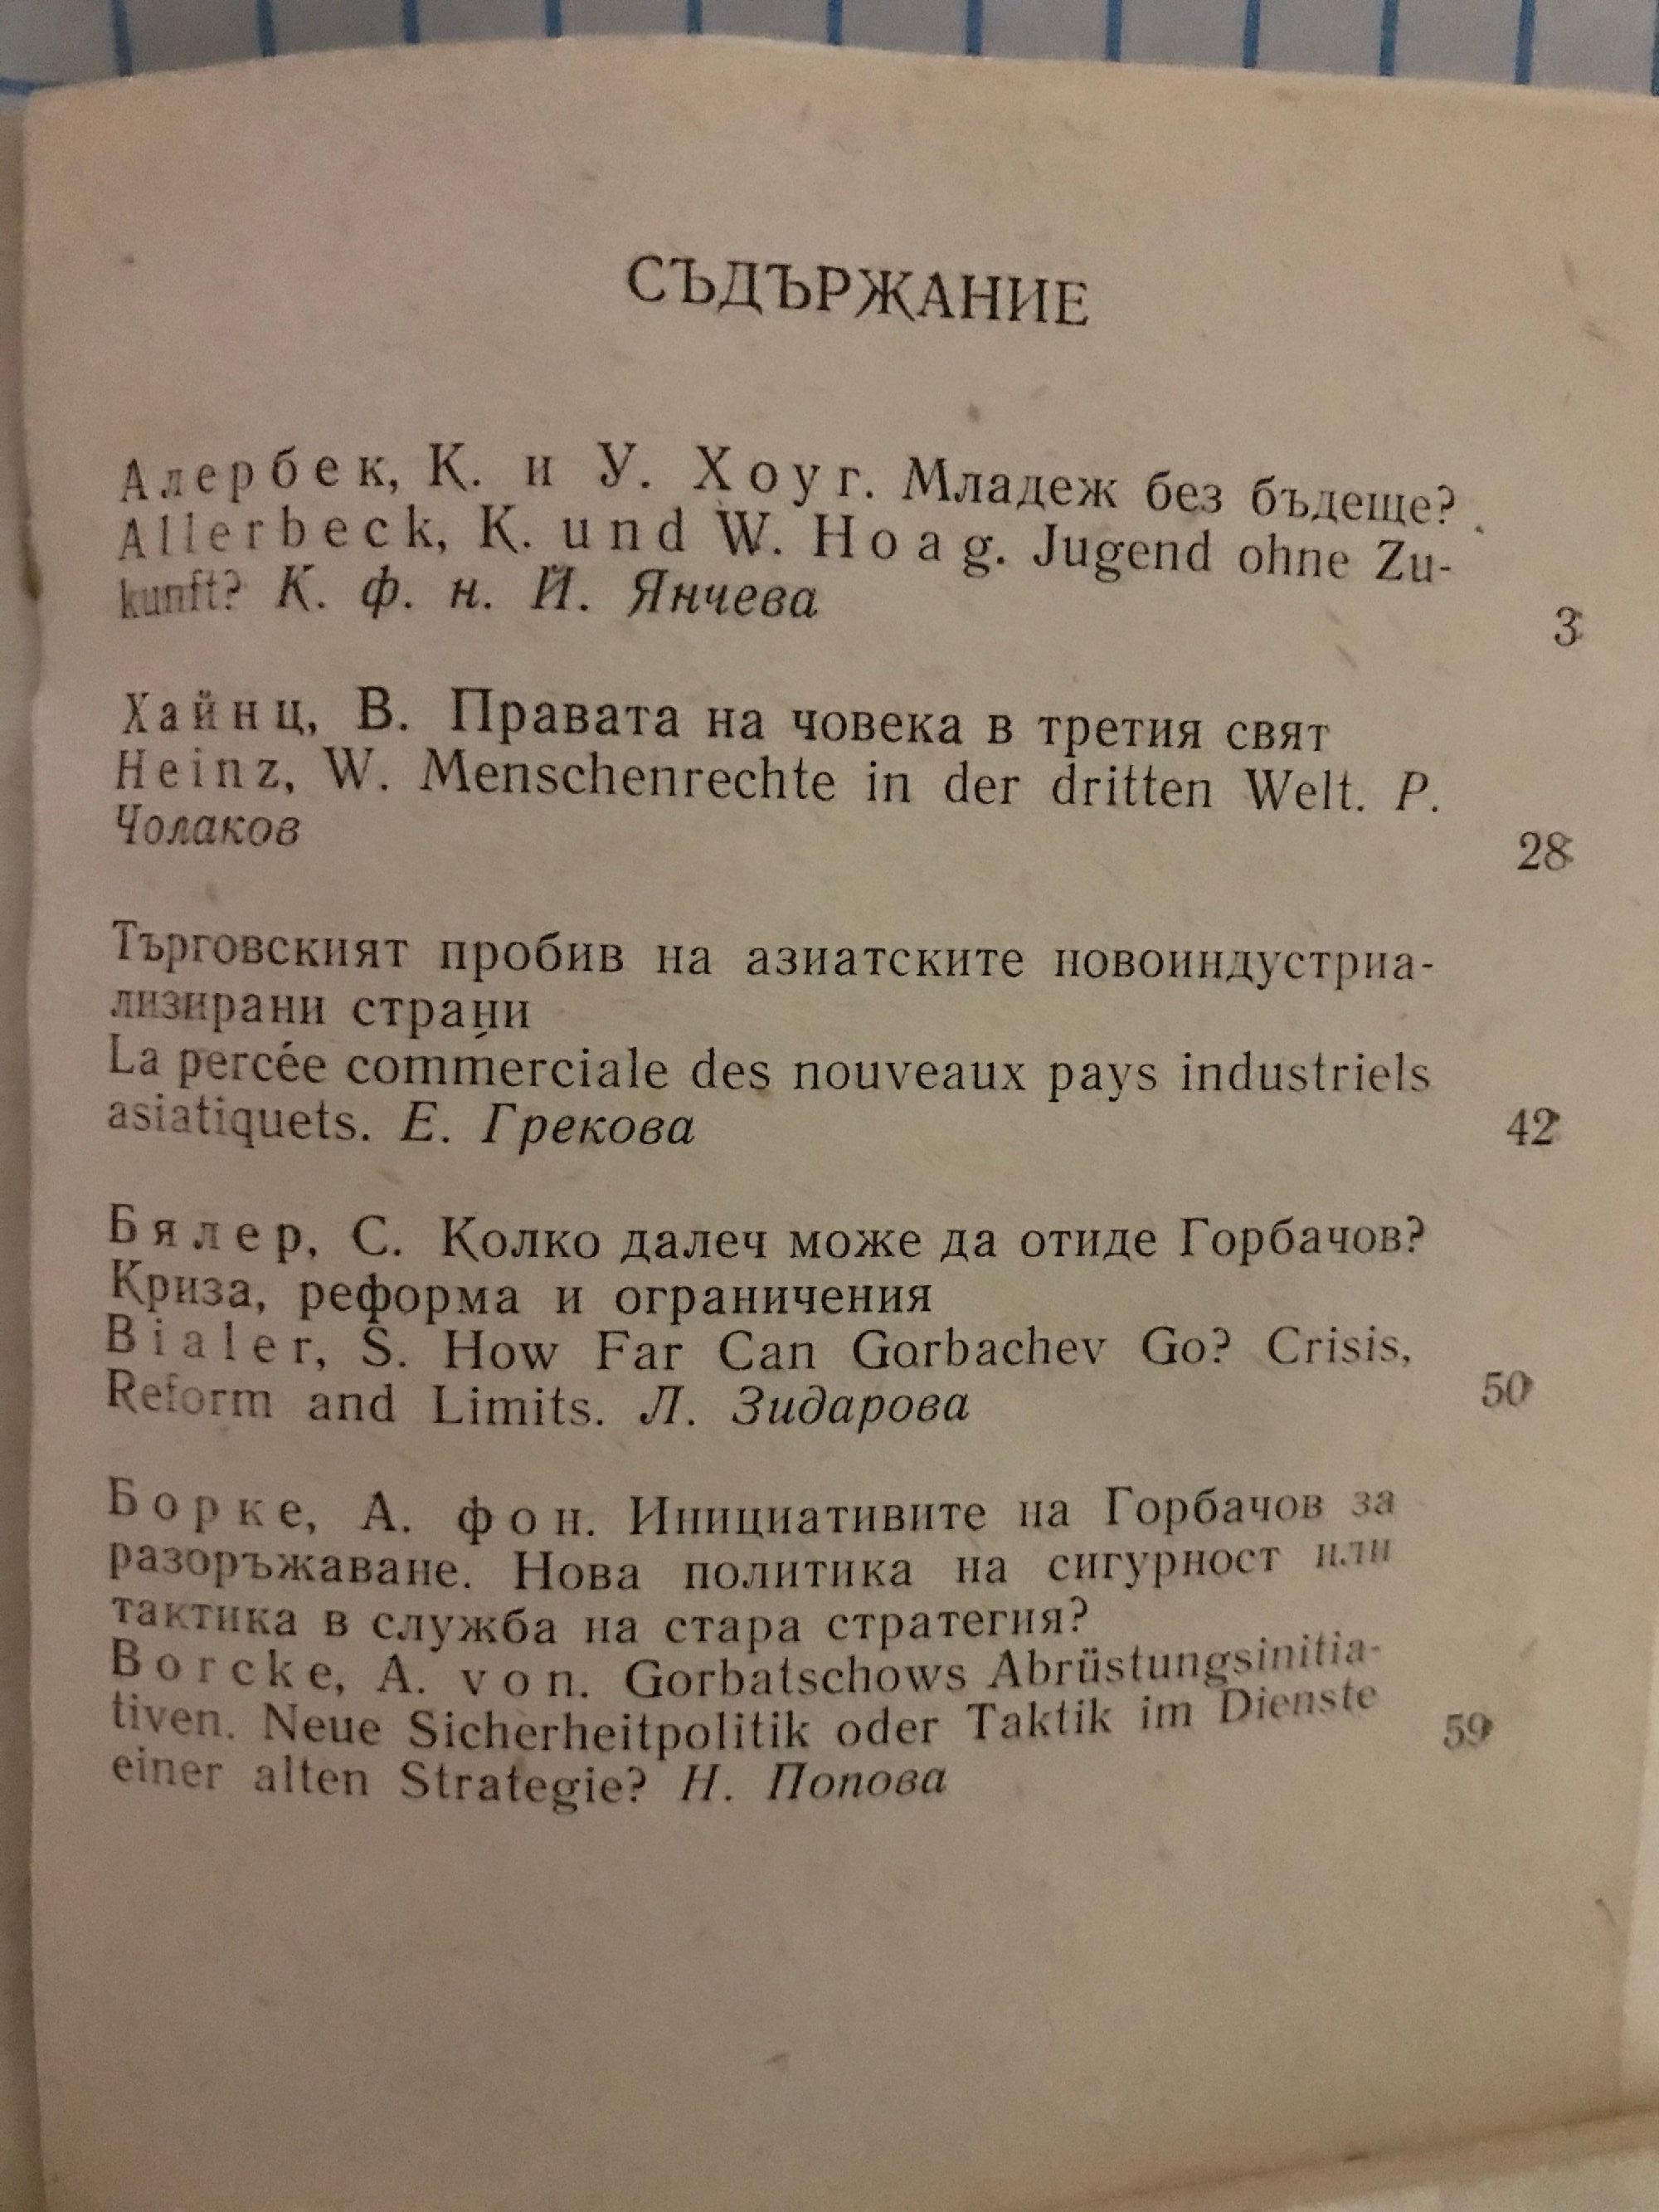 СЪДЪРЖАНИЕ
Алербек, К. и У. Хоуг. Младеж без бъдеще?
Allerbeck, K. und W. Hoag. Jugend ohne Zu-
kunft? К. ф. н. Й. Янчева
3
Хайнц, В. Правата на човека в третия свят
Heinz, W. Menschenrechte in der dritten Welt. Р.
Чолаков
28
Търговският пробив на азиатските новоиндустриа-
лизирани страни
La percée commerciale des nouveaux pays industriels
asiatiquets. Е. Грекова
42
Бялер, С. Колко далеч може да отиде Горбачов?
Криза, реформа и ограничения
Bialer, S. How Far Can Gorbachev Go? Crisis,
Reform and Limits. Л. Зидарова
50
Борке, А. фон. Инициативите на Горбачов за
разоръжаване. Нова политика на сигурност или
тактика в служба на стара стратегия?
Borcke, A. von. Gorbatschows Abrüstungsinitia-
tiven. Neue Sicherheitpolitik oder Taktik im Dienste
einer alten Strategie? Н. Попова
59